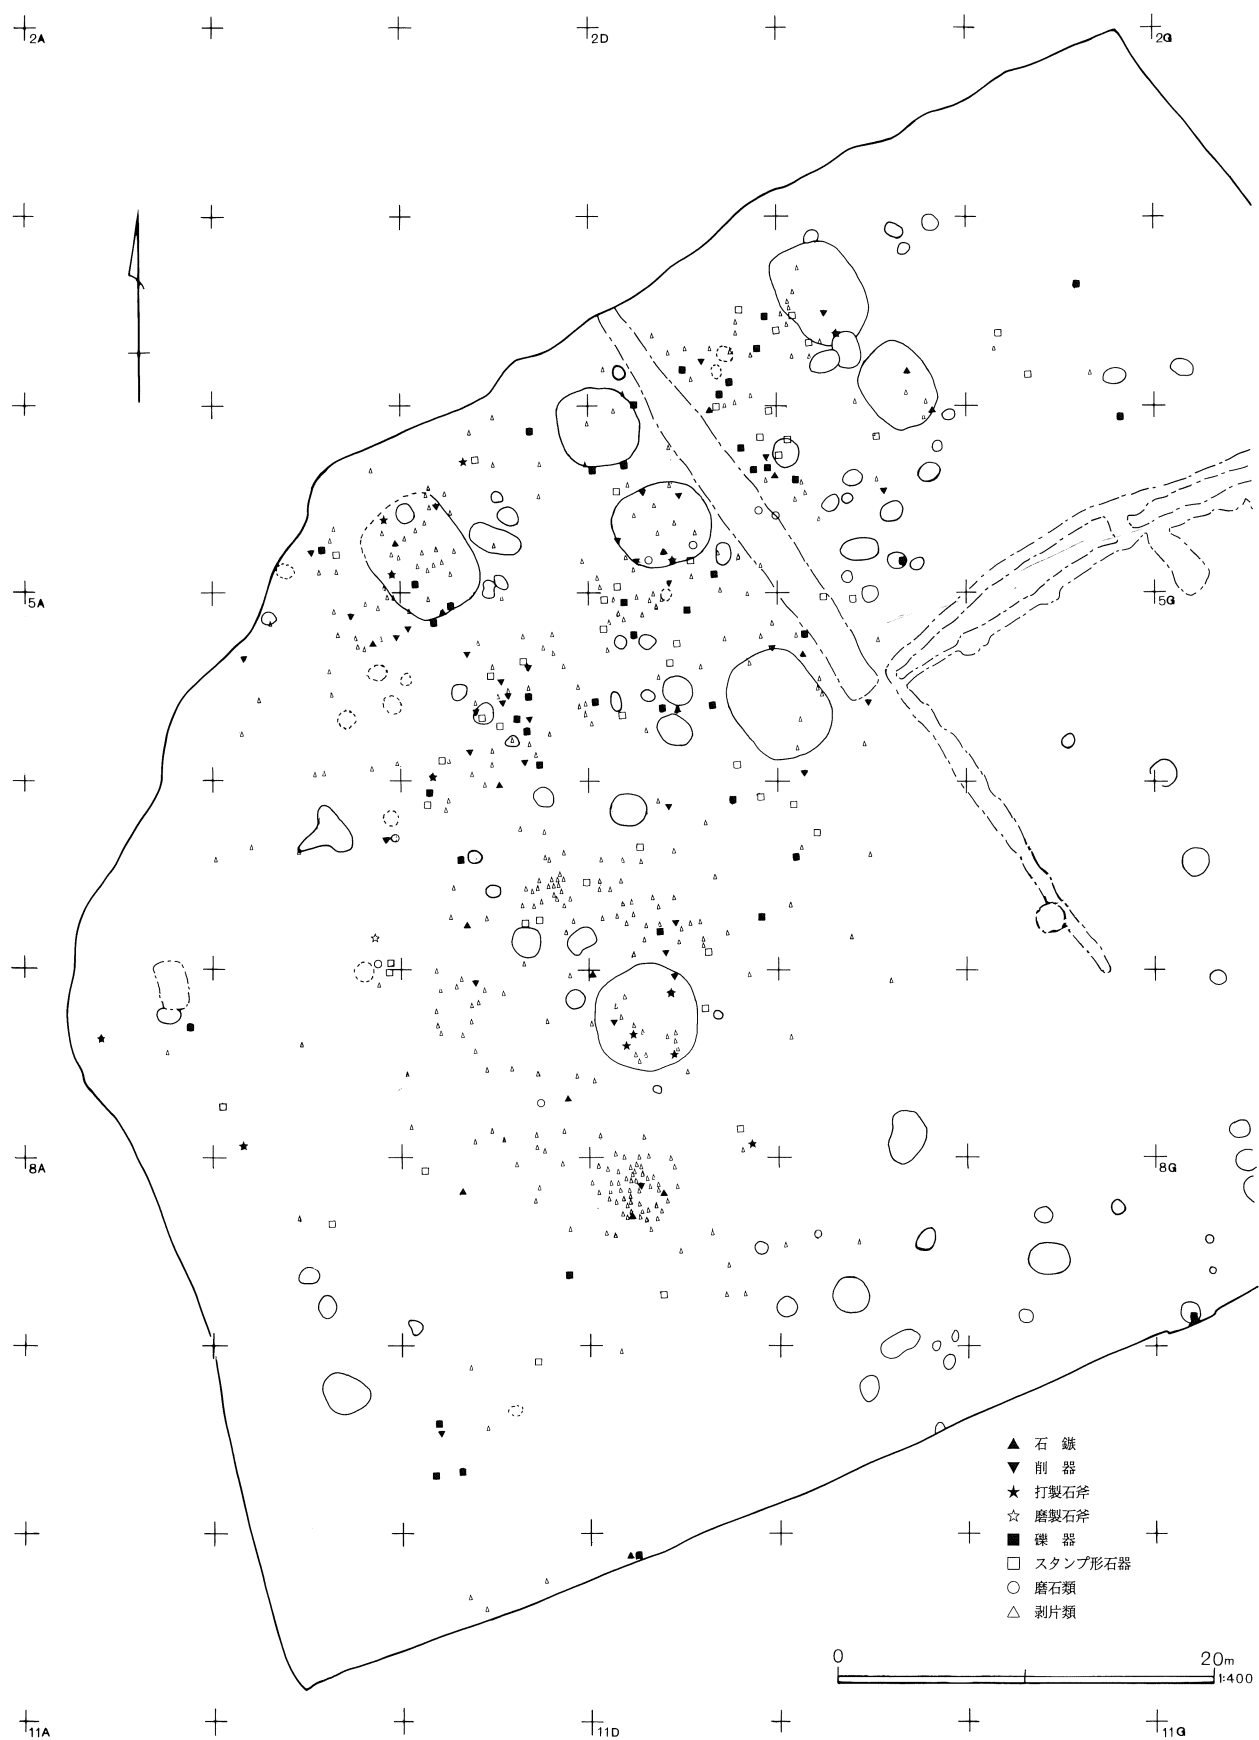 2A
2D
2G
5A
5G
8A
8G
▲ 石 鏃
▼ 削 器
★ 打製石斧
☆ 磨製石斧
■ 礫 器
□ スタンプ形石器
○ 磨石類
△ 剥片類
0 20m
1:400
11A
11D
11G